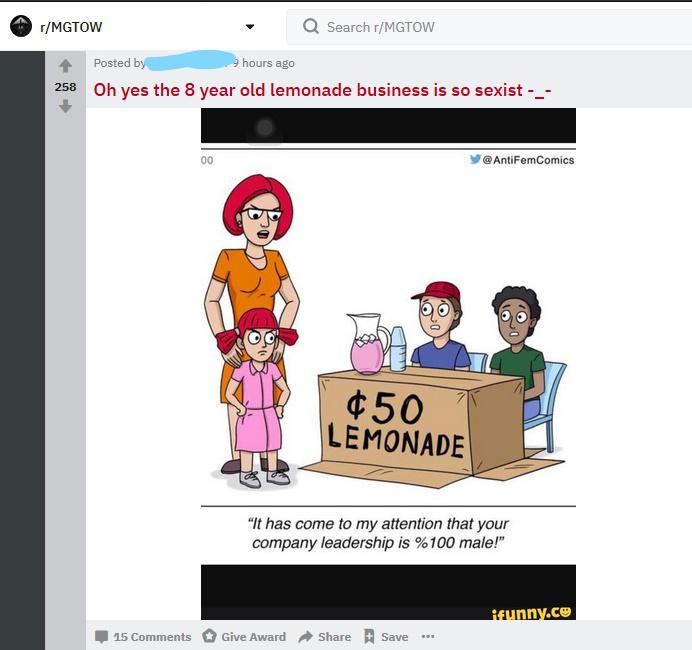 r/MGTOW
Search r/MGTOW
Posted by 9 hours ago
258
Oh yes the 8 year old lemonade business is so sexist -_-
00
@AntiFemComics
¢50
LEMONADE
"It has come to my attention that your
company leadership is %100 male!"
ifunny.co
15 Comments Give Award Share Save